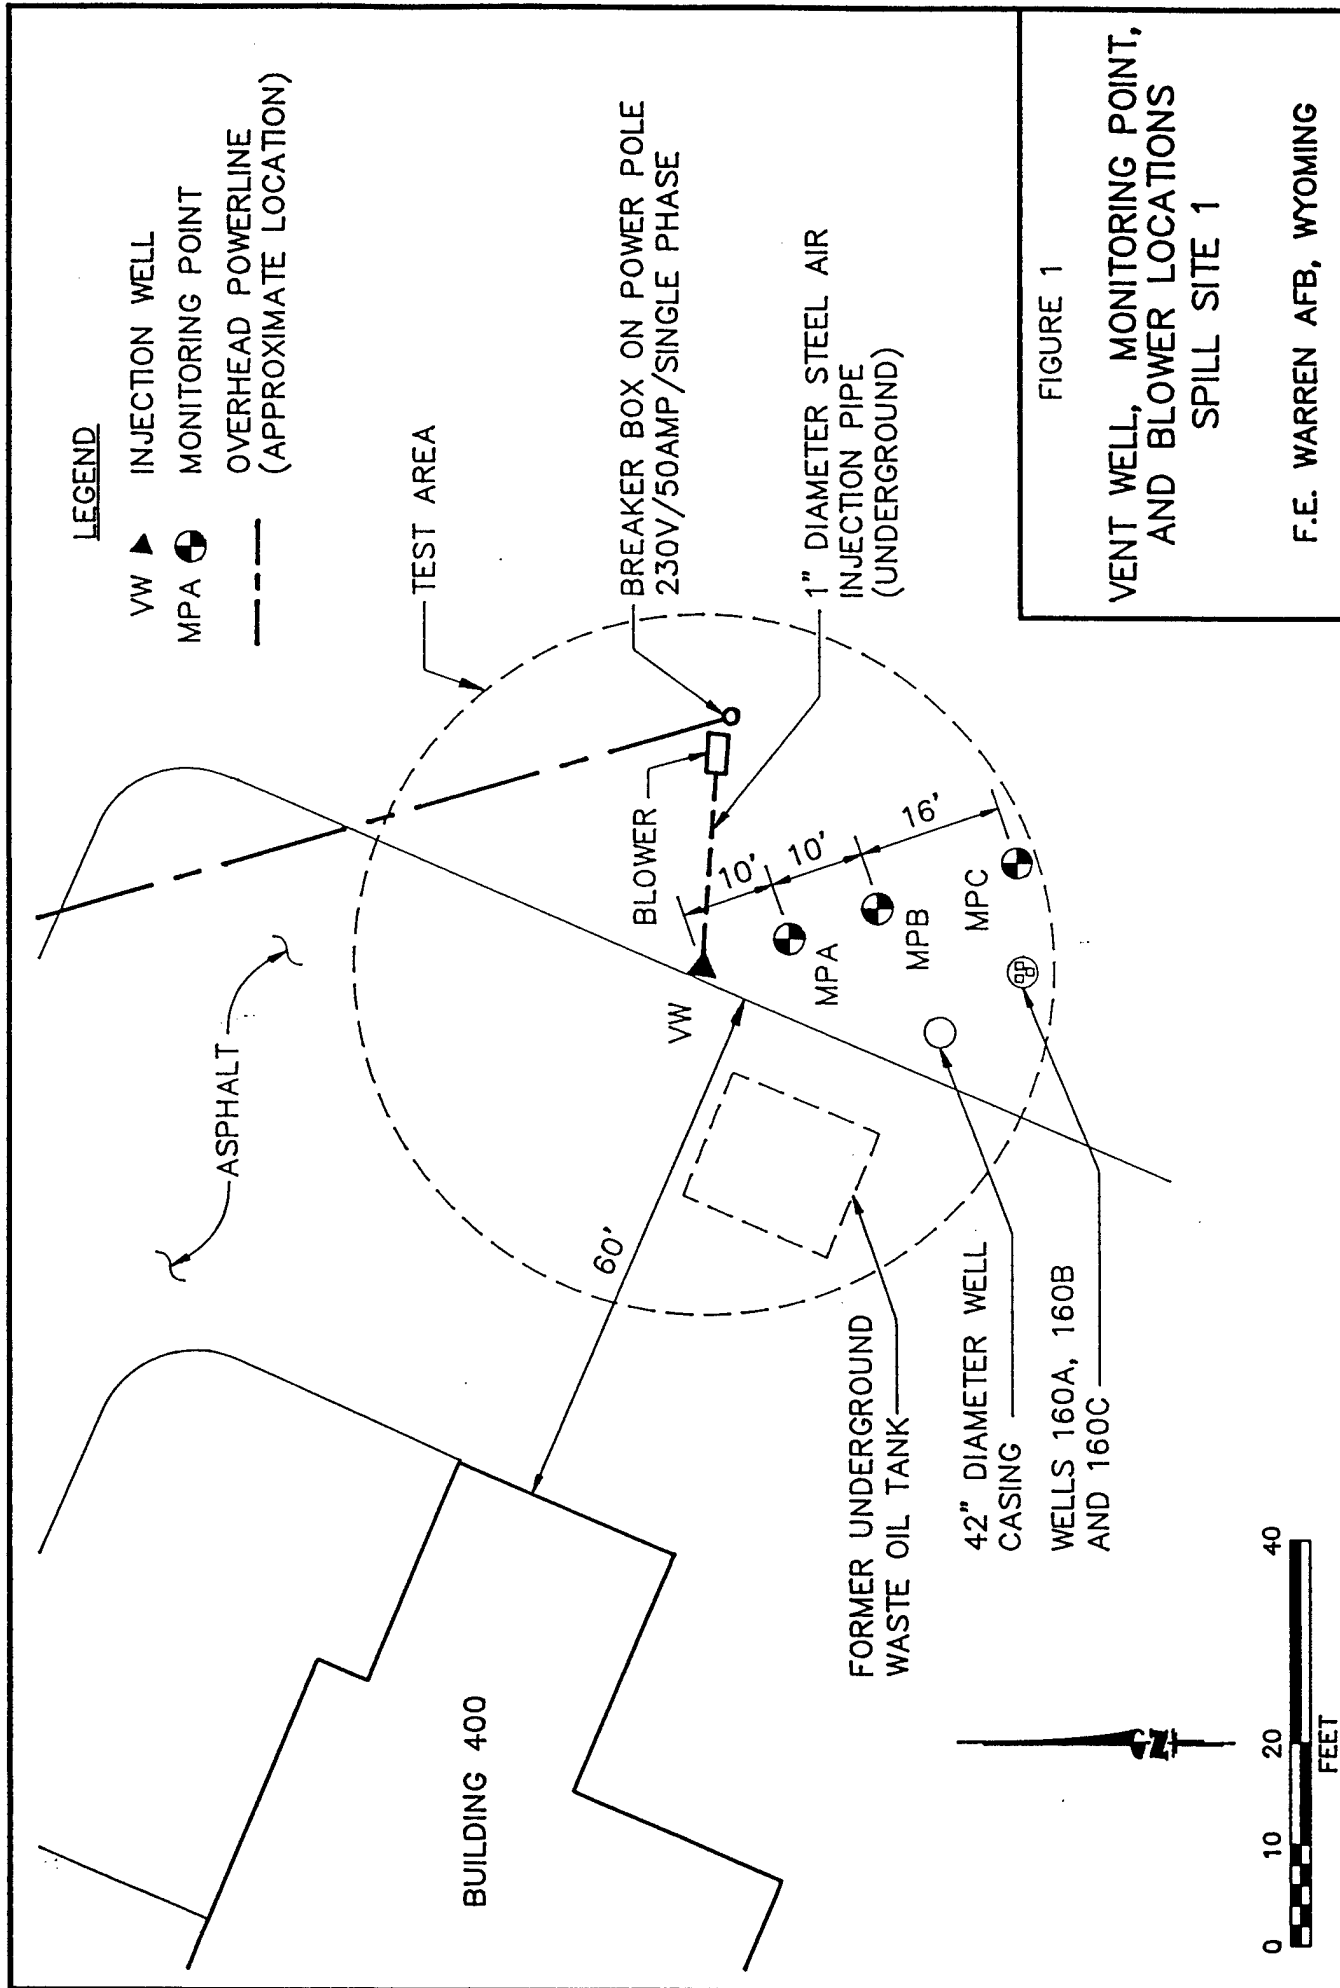 LEGEND
VW INJECTION WELL
MPA MONITORING POINT
OVERHEAD POWERLINE
(APPROXIMATE LOCATION)
ASPHALT
TEST AREA
BREAKER BOX ON POWER POLE
230V/50AMP/SINGLE PHASE
BLOWER
1" DIAMETER STEEL AIR
INJECTION PIPE
(UNDERGROUND)
VW
60'
10'
10'
16'
MPA
MPB
MPC
BUILDING 400
FORMER UNDERGROUND
WASTE OIL TANK
42" DIAMETER WELL
CASING
WELLS 160A, 160B
AND 160C
N
0 10 20 40
FEET
FIGURE 1
VENT WELL, MONITORING POINT,
AND BLOWER LOCATIONS
SPILL SITE 1
F.E. WARREN AFB, WYOMING